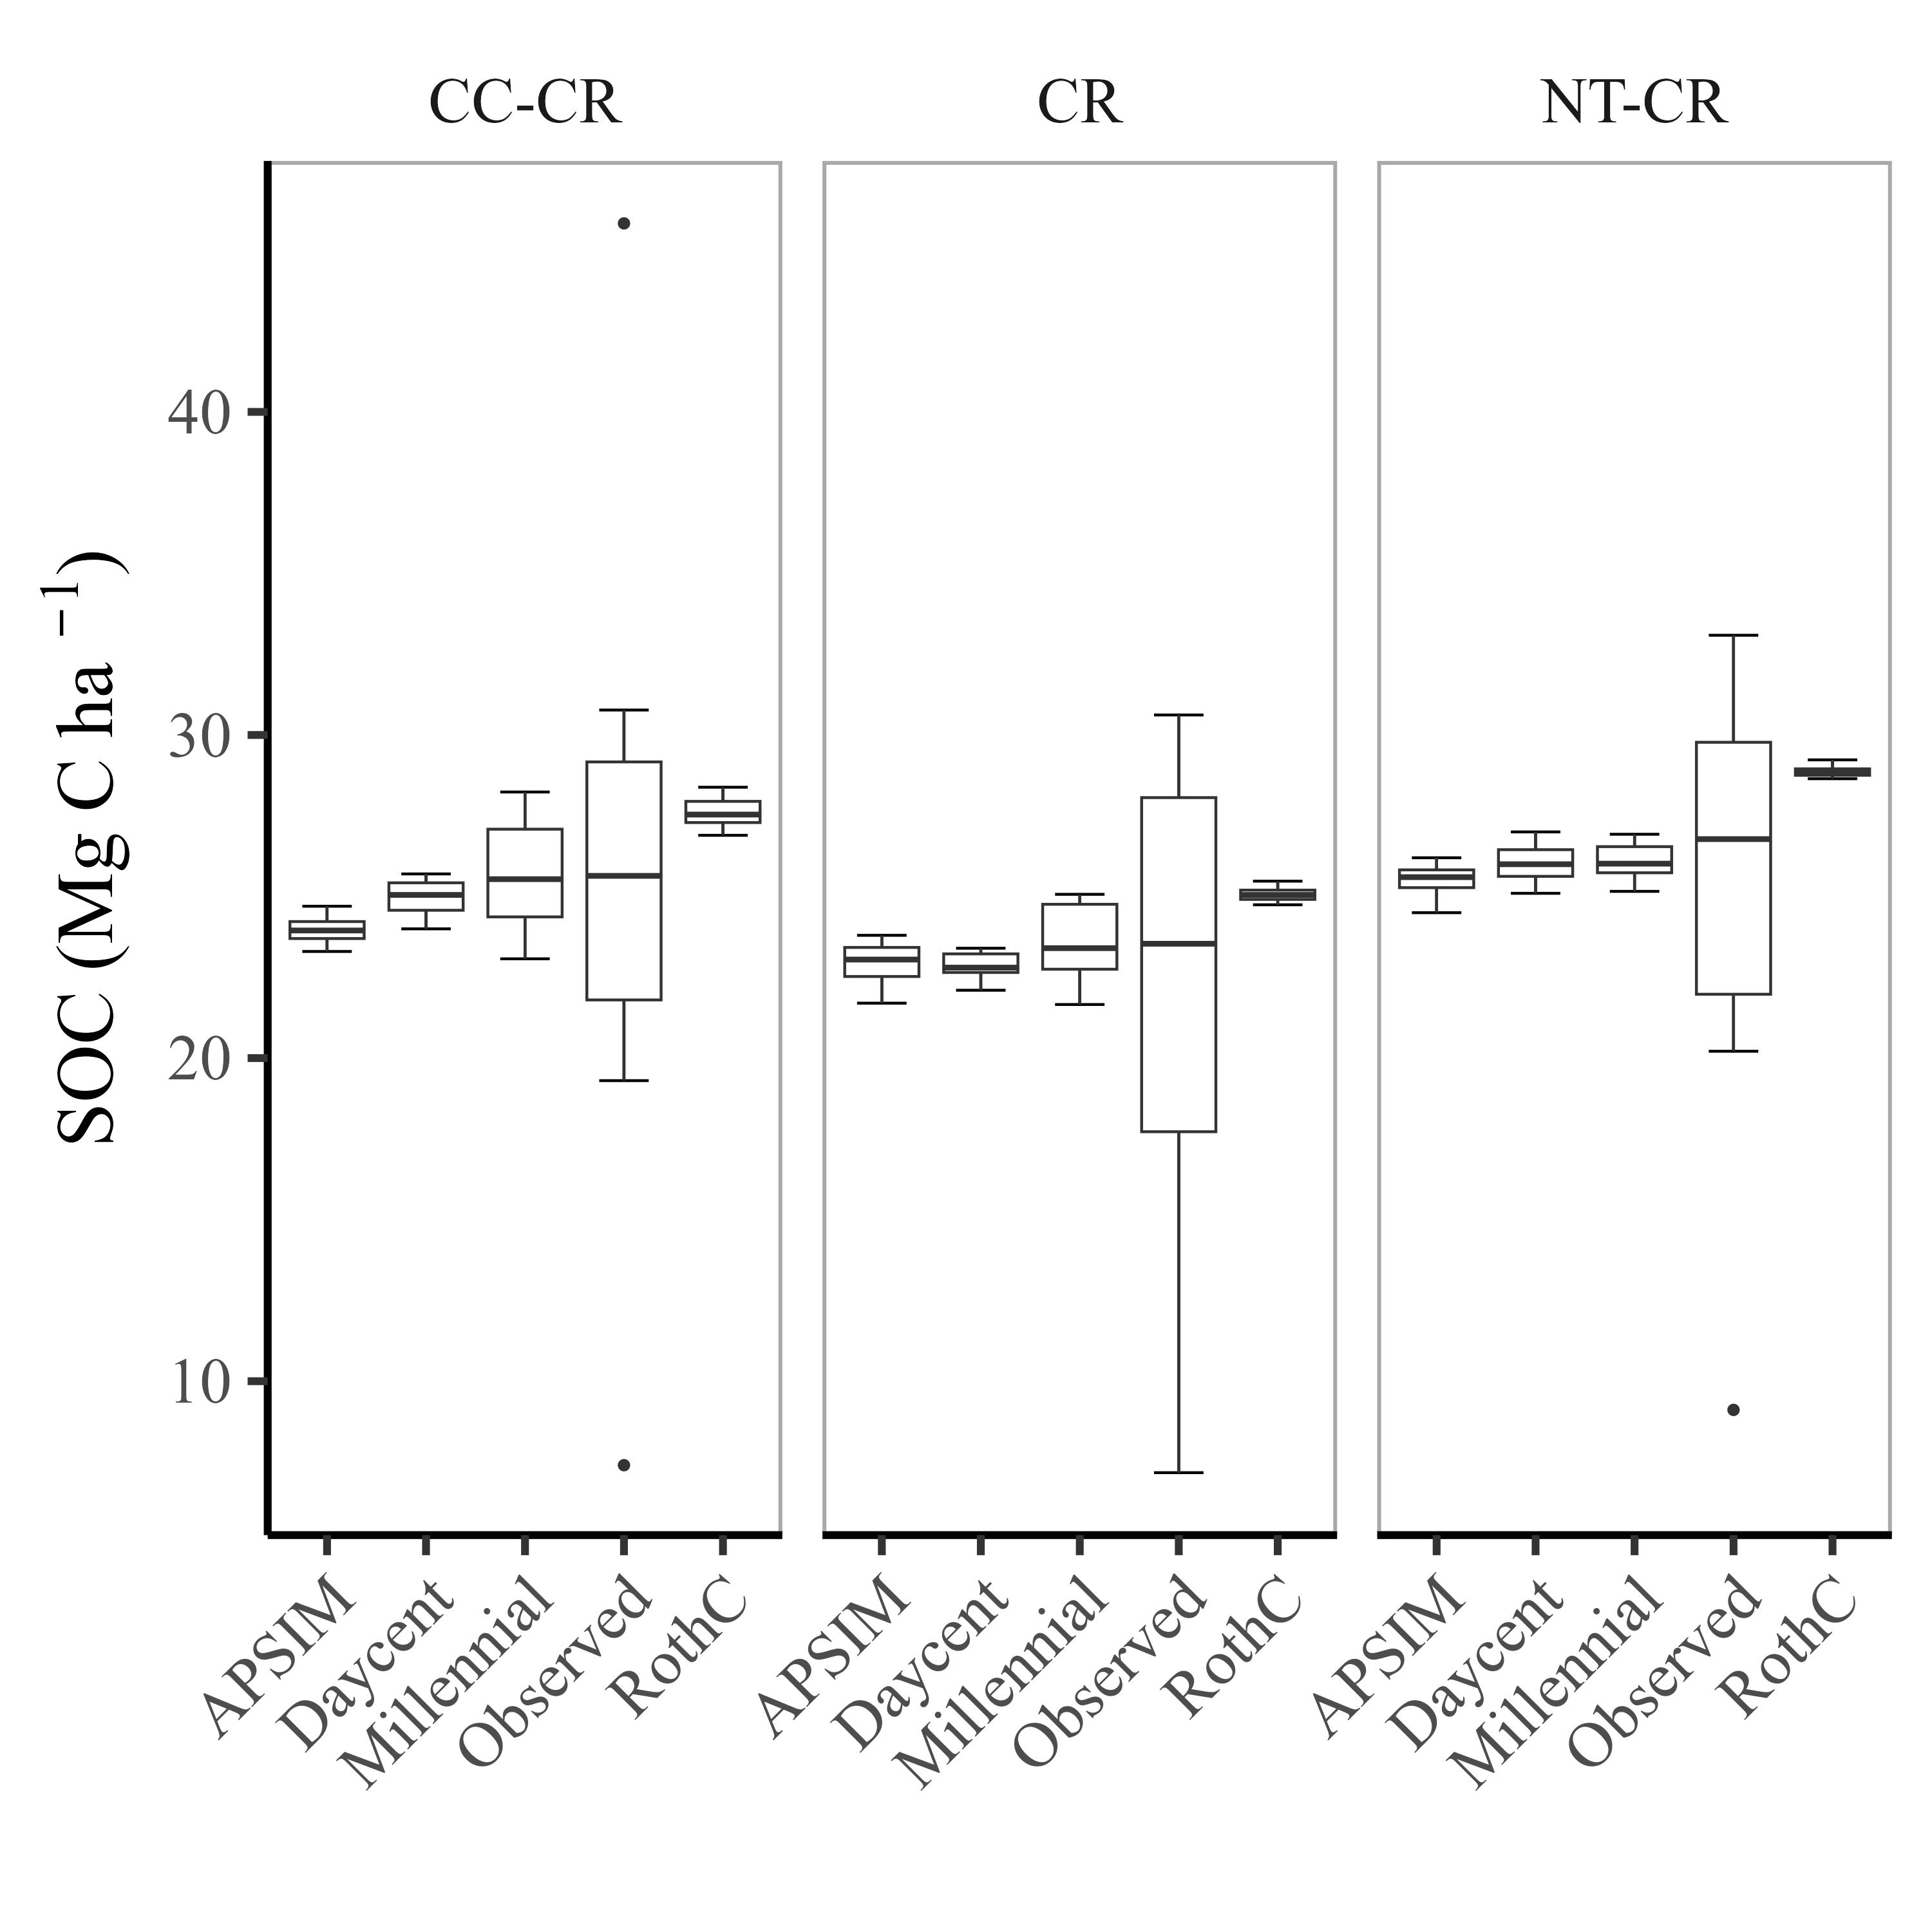 CC-CR CR NT-CR
SOC (Mg C ha −1)
40
30
20
10
APSIM Daycent Millennial Observed RothC APSIM Daycent Millennial Observed RothC APSIM Daycent Millennial Observed RothC